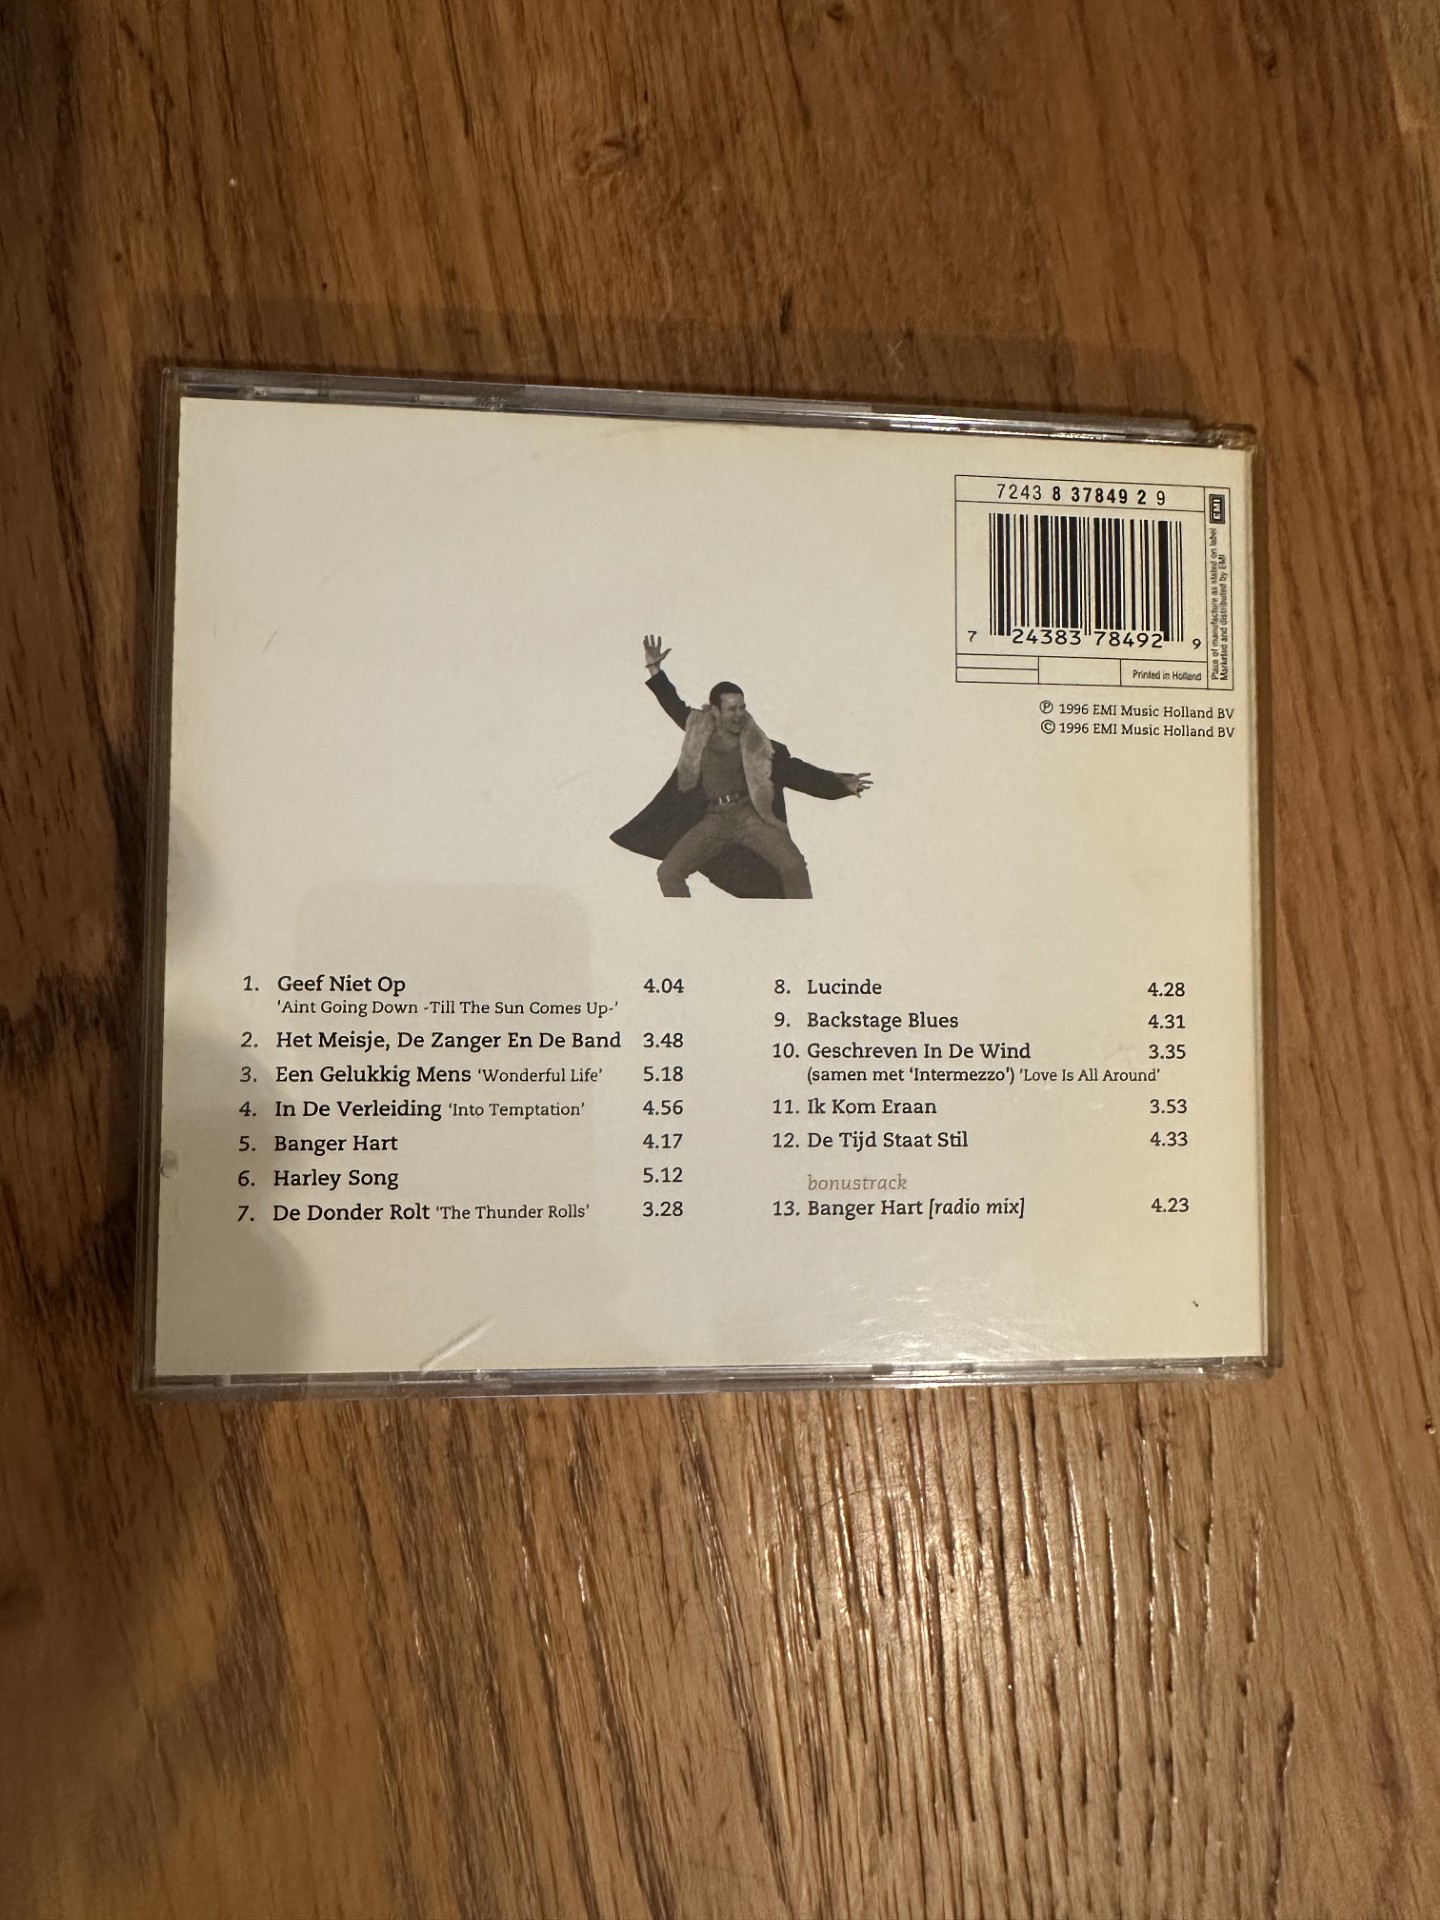 7243 8 37849 2 9
EMI
Place of manufacture as stated on label
Marketed and distributed by EMI
7 24383 78492 9
Printed in Holland
℗ 1996 EMI Music Holland BV
© 1996 EMI Music Holland BV
1. Geef Niet Op 4.04
'Aint Going Down -Till The Sun Comes Up-'
2. Het Meisje, De Zanger En De Band 3.48
3. Een Gelukkig Mens 'Wonderful Life' 5.18
4. In De Verleiding 'Into Temptation' 4.56
5. Banger Hart 4.17
6. Harley Song 5.12
7. De Donder Rolt 'The Thunder Rolls' 3.28
8. Lucinde 4.28
9. Backstage Blues 4.31
10. Geschreven In De Wind 3.35
(samen met 'Intermezzo') 'Love Is All Around'
11. Ik Kom Eraan 3.53
12. De Tijd Staat Stil 4.33
bonustrack
13. Banger Hart [radio mix] 4.23